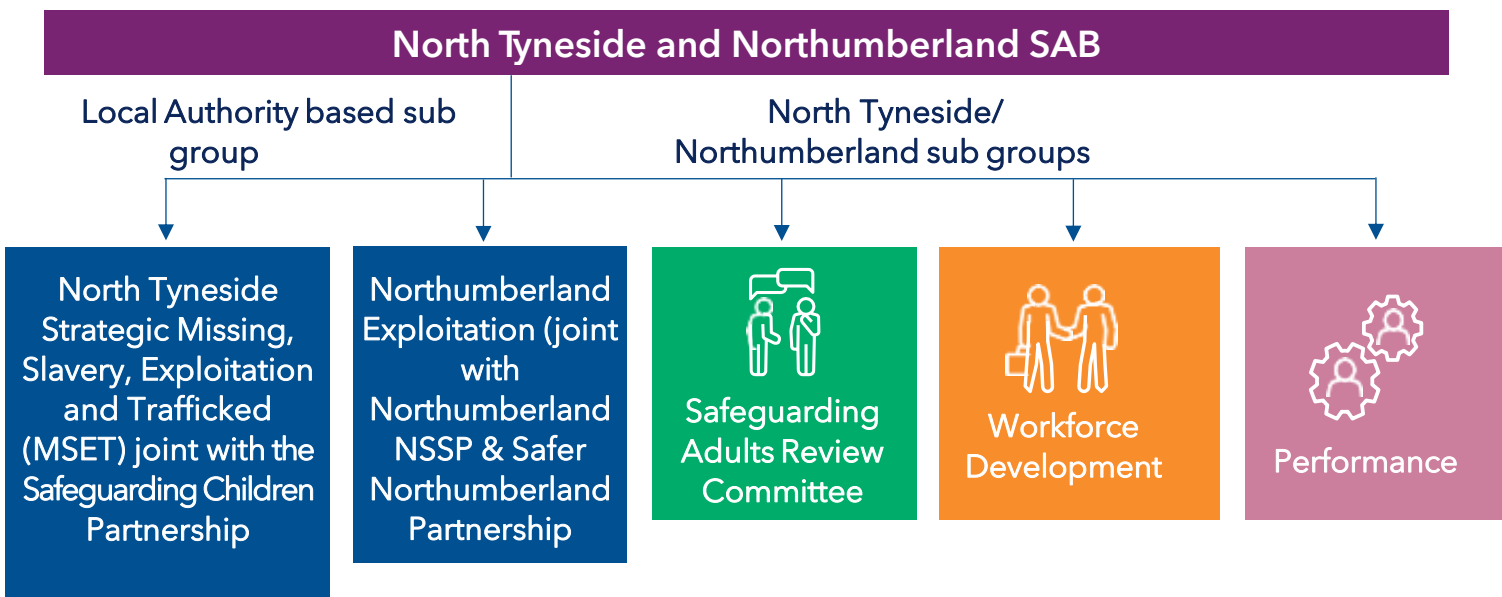 North Tyneside and Northumberland SAB
Local Authority based sub
group
North Tyneside/
Northumberland sub groups
North Tyneside
Strategic Missing,
Slavery, Exploitation
and Trafficked
(MSET) joint with the
Safeguarding Children
Partnership
Northumberland
Exploitation (joint
with
Northumberland
NSSP & Safer
Northumberland
Partnership
Safeguarding
Adults Review
Committee
Workforce
Development
Performance